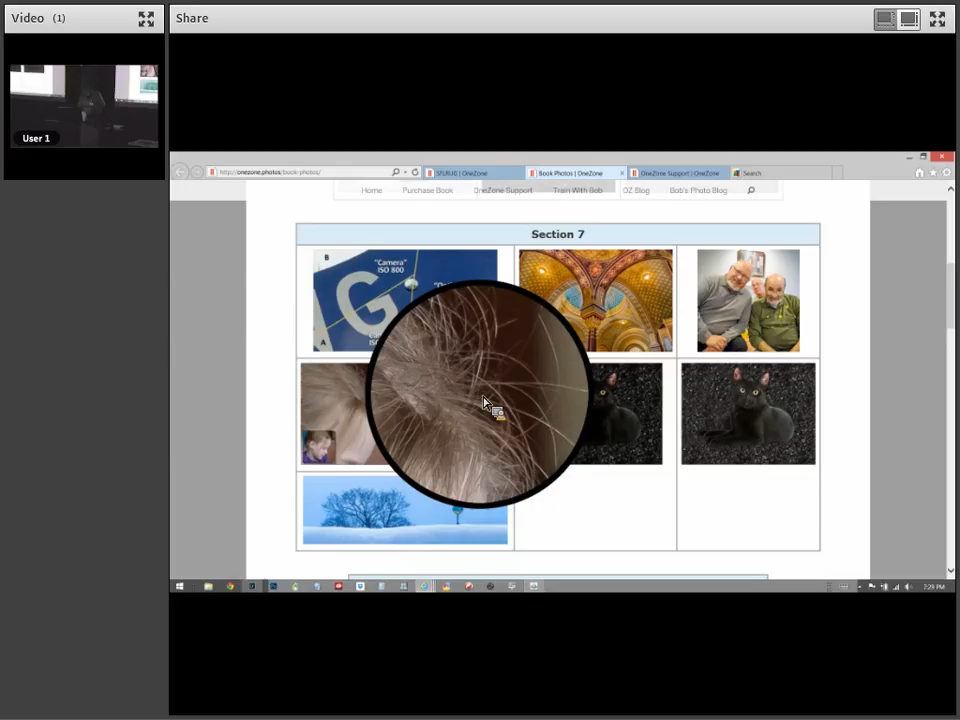 Video (1)
Share
User 1
http://onezone.photos/book-photos/
SFLRUG | OneZone
Book Photos | OneZone
OneZone Support | OneZone
Search
Home
Purchase Book
OneZone Support
Train With Bob
OZ Blog
Bob's Photo Blog
Section 7
B
"Camera"
ISO 800
G
A
7:29 PM